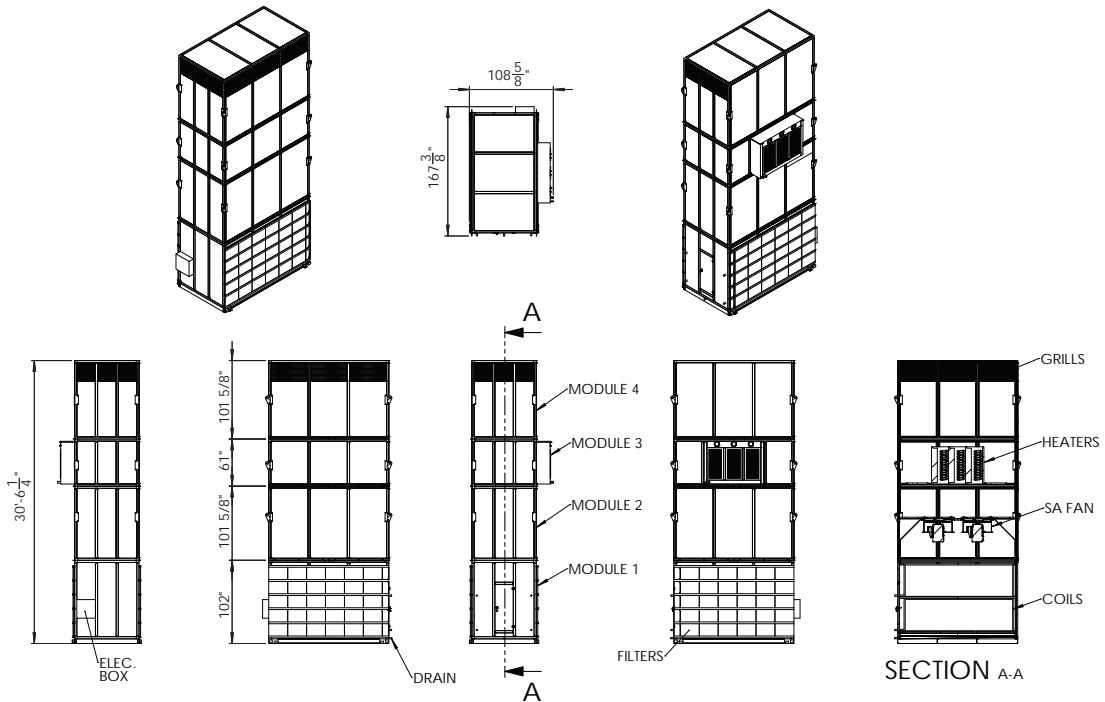 108 5/8"
167 3/8"
A
30'-6 1/4"
101 5/8"
61"
101 5/8"
102"
MODULE 4
MODULE 3
MODULE 2
MODULE 1
GRILLS
HEATERS
SA FAN
COILS
ELEC.
BOX
DRAIN
A
FILTERS
SECTION A-A